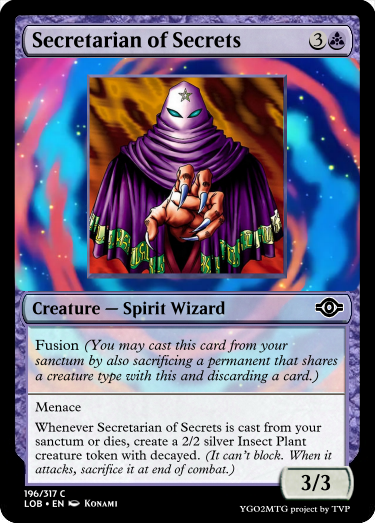 Secretarian of Secrets 3
Creature — Spirit Wizard
Fusion (You may cast this card from your
sanctum by also sacrificing a permanent that shares
a creature type with this and discarding a card.)
Menace
Whenever Secretarian of Secrets is cast from your
sanctum or dies, create a 2/2 silver Insect Plant
creature token with decayed. (It can't block. When it
attacks, sacrifice it at end of combat.)
3/3
196/317 C
LOB • EN Konami
YGO2MTG project by TVP